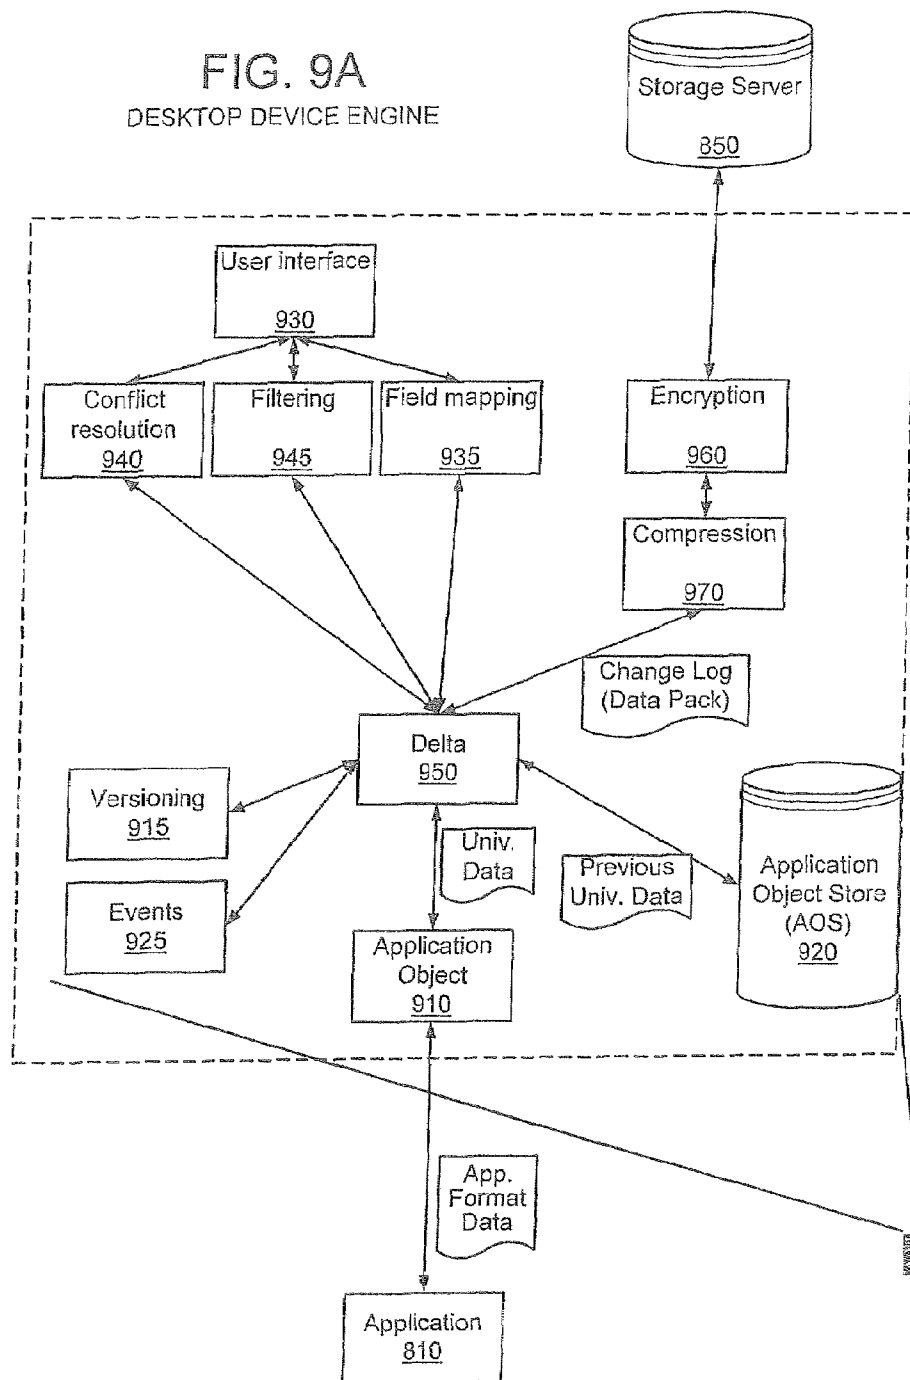 FIG. 9A
DESKTOP DEVICE ENGINE
Storage Server
850
User interface
930
Conflict
resolution
940
Filtering
945
Field mapping
935
Encryption
960
Compression
970
Change Log
(Data Pack)
Delta
950
Versioning
915
Events
925
Univ.
Data
Previous
Univ. Data
Application
Object Store
(AOS)
920
Application
Object
910
App.
Format
Data
Application
810